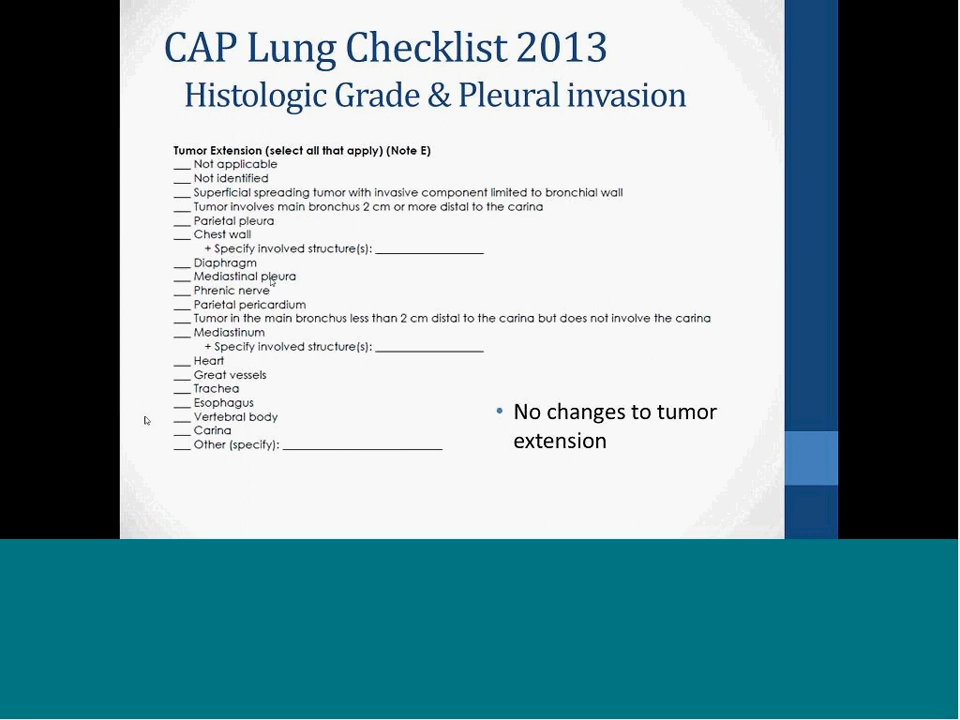 CAP Lung Checklist 2013
Histologic Grade & Pleural invasion
Tumor Extension (select all that apply) (Note E)
___ Not applicable
___ Not identified
___ Superficial spreading tumor with invasive component limited to bronchial wall
___ Tumor involves main bronchus 2 cm or more distal to the carina
___ Parietal pleura
___ Chest wall
+ Specify involved structure(s): ___________________
___ Diaphragm
___ Mediastinal pleura
___ Phrenic nerve
___ Parietal pericardium
___ Tumor in the main bronchus less than 2 cm distal to the carina but does not involve the carina
___ Mediastinum
+ Specify involved structure(s): ___________________
___ Heart
___ Great vessels
___ Trachea
___ Esophagus
___ Vertebral body
___ Carina
___ Other (specify): ____________________________
• No changes to tumor
extension